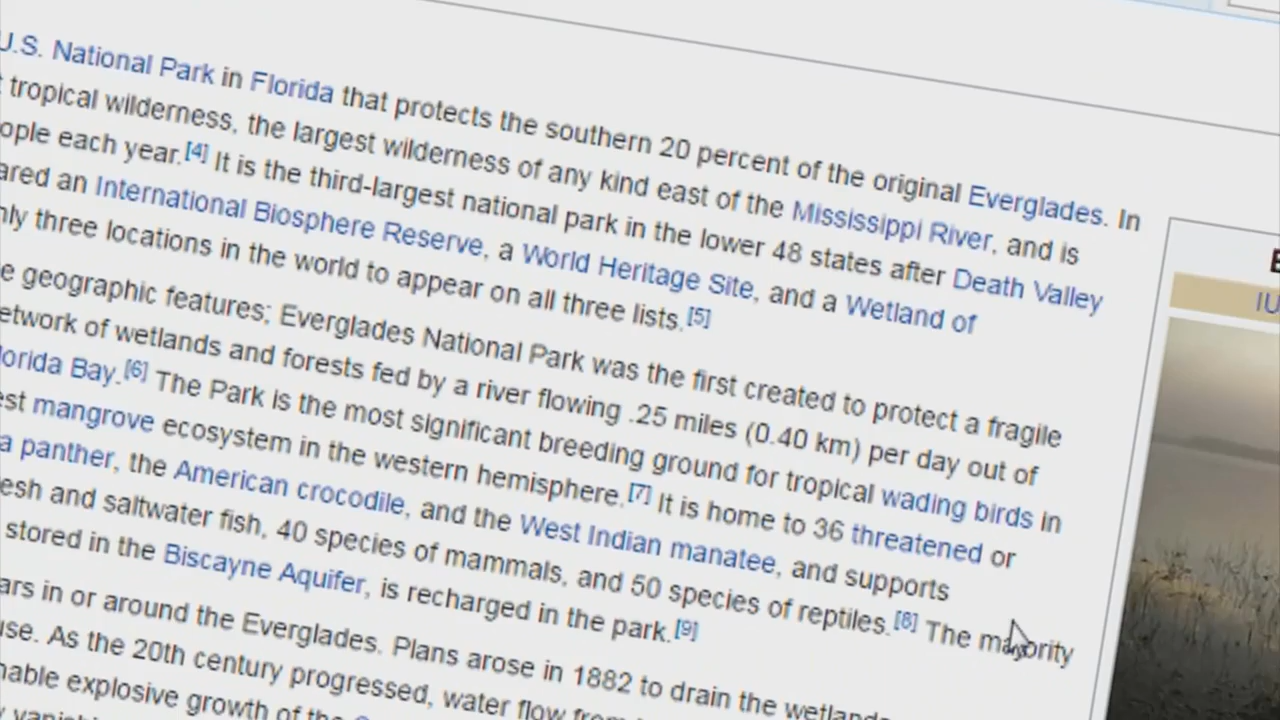 U.S. National Park in Florida that protects the southern 20 percent of the original Everglades. In
tropical wilderness, the largest wilderness of any kind east of the Mississippi River, and is
ople each year.[4] It is the third-largest national park in the lower 48 states after Death Valley
ared an International Biosphere Reserve, a World Heritage Site, and a Wetland of
nly three locations in the world to appear on all three lists.[5]
e geographic features; Everglades National Park was the first created to protect a fragile
etwork of wetlands and forests fed by a river flowing .25 miles (0.40 km) per day out of
lorida Bay.[6] The Park is the most significant breeding ground for tropical wading birds in
est mangrove ecosystem in the western hemisphere.[7] It is home to 36 threatened or
a panther, the American crocodile, and the West Indian manatee, and supports
esh and saltwater fish, 40 species of mammals, and 50 species of reptiles.[8] The majority
stored in the Biscayne Aquifer, is recharged in the park.[9]
ars in or around the Everglades. Plans arose in 1882 to drain the wetlands
use. As the 20th century progressed, water flow from
nable explosive growth of the
E
IU